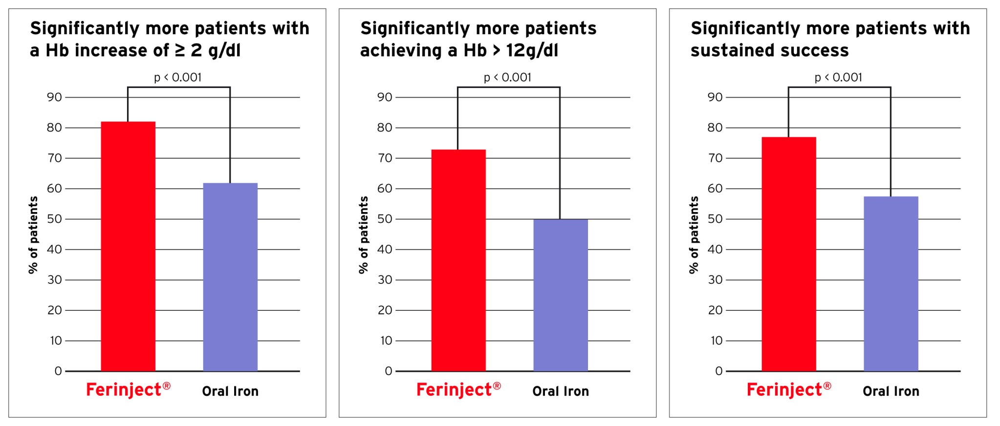 Significantly more patients with
a Hb increase of ≥ 2 g/dl
p < 0.001
90
80
70
60
50
40
30
20
10
0
% of patients
Ferinject®
Oral Iron
Significantly more patients
achieving a Hb > 12g/dl
p < 0.001
90
80
70
60
50
40
30
20
10
0
% of patients
Ferinject®
Oral Iron
Significantly more patients with
sustained success
p < 0.001
90
80
70
60
50
40
30
20
10
0
% of patients
Ferinject®
Oral Iron